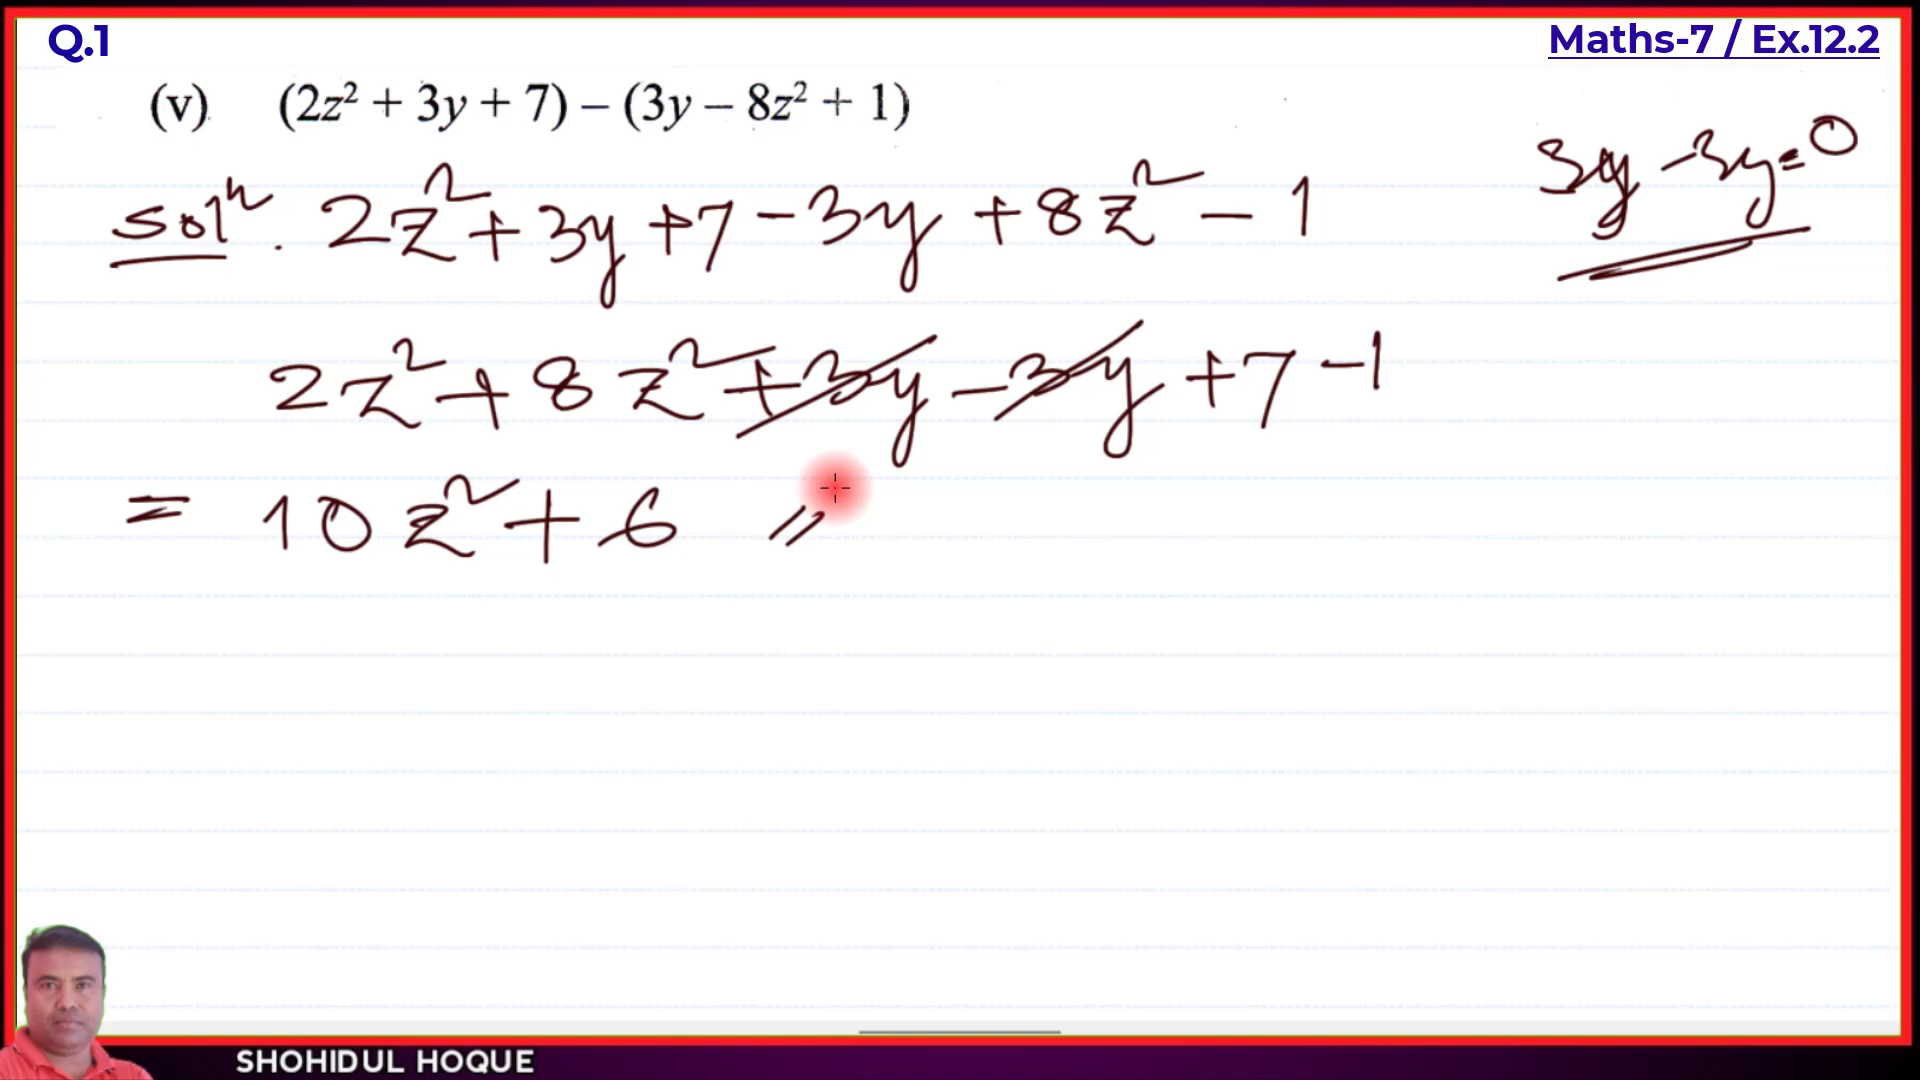 Q.1
Maths-7 / Ex.12.2
(v) (2z² + 3y + 7) – (3y – 8z² + 1)
3y - 3y = 0
Solⁿ. 2z² + 3y + 7 - 3y + 8z² - 1
2z² + 8z² + 3y - 3y + 7 - 1
= 10z² + 6 //
SHOHIDUL HOQUE